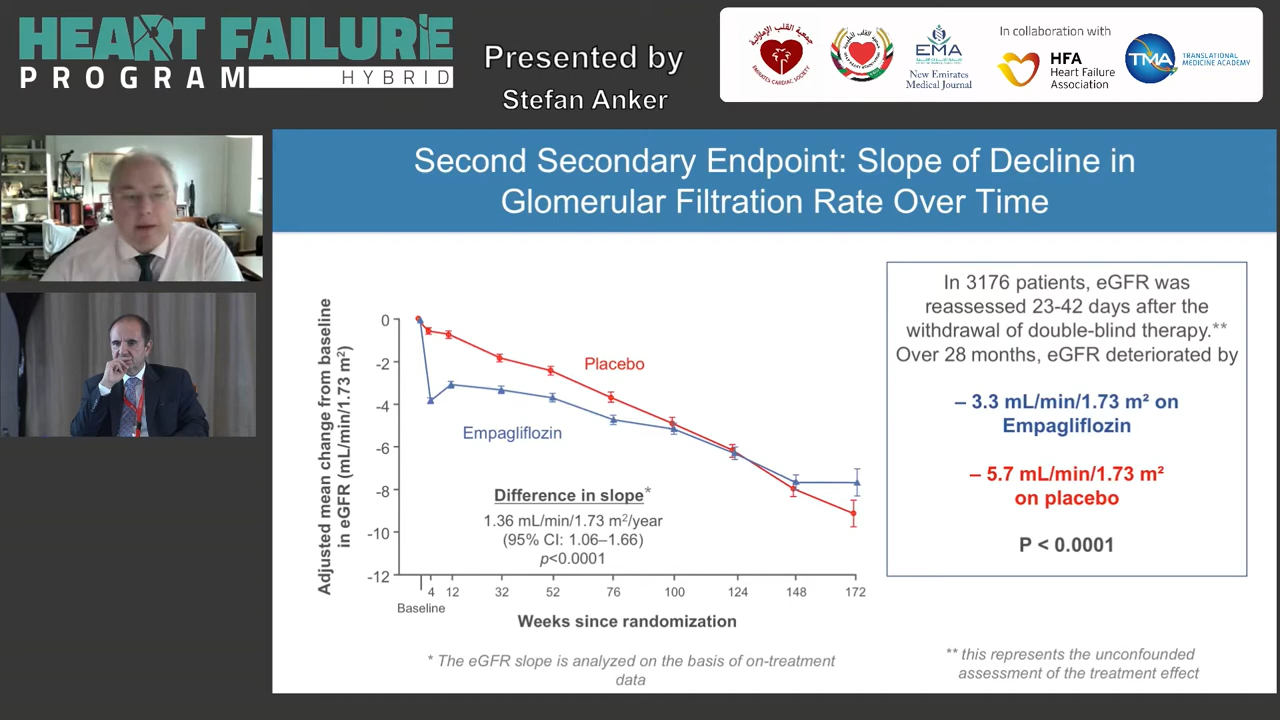 HEART FAILURE
PROGRAM
HYBRID
Presented by
Stefan Anker
جمعية القلب الإماراتية
EMIRATES CARDIAC SOCIETY
EMA
New Emirates
Medical Journal
In collaboration with
HFA
Heart Failure
Association
TMA
TRANSLATIONAL
MEDICINE ACADEMY
Second Secondary Endpoint: Slope of Decline in
Glomerular Filtration Rate Over Time
Adjusted mean change from baseline
in eGFR (mL/min/1.73 m²)
0
-2
-4
-6
-8
-10
-12
Placebo
Empagliflozin
Difference in slope*
1.36 mL/min/1.73 m²/year
(95% CI: 1.06–1.66)
p<0.0001
4 12 32 52 76 100 124 148 172
Baseline
Weeks since randomization
* The eGFR slope is analyzed on the basis of on-treatment
data
In 3176 patients, eGFR was
reassessed 23-42 days after the
withdrawal of double-blind therapy.**
Over 28 months, eGFR deteriorated by
– 3.3 mL/min/1.73 m² on
Empagliflozin
– 5.7 mL/min/1.73 m²
on placebo
P < 0.0001
** this represents the unconfounded
assessment of the treatment effect